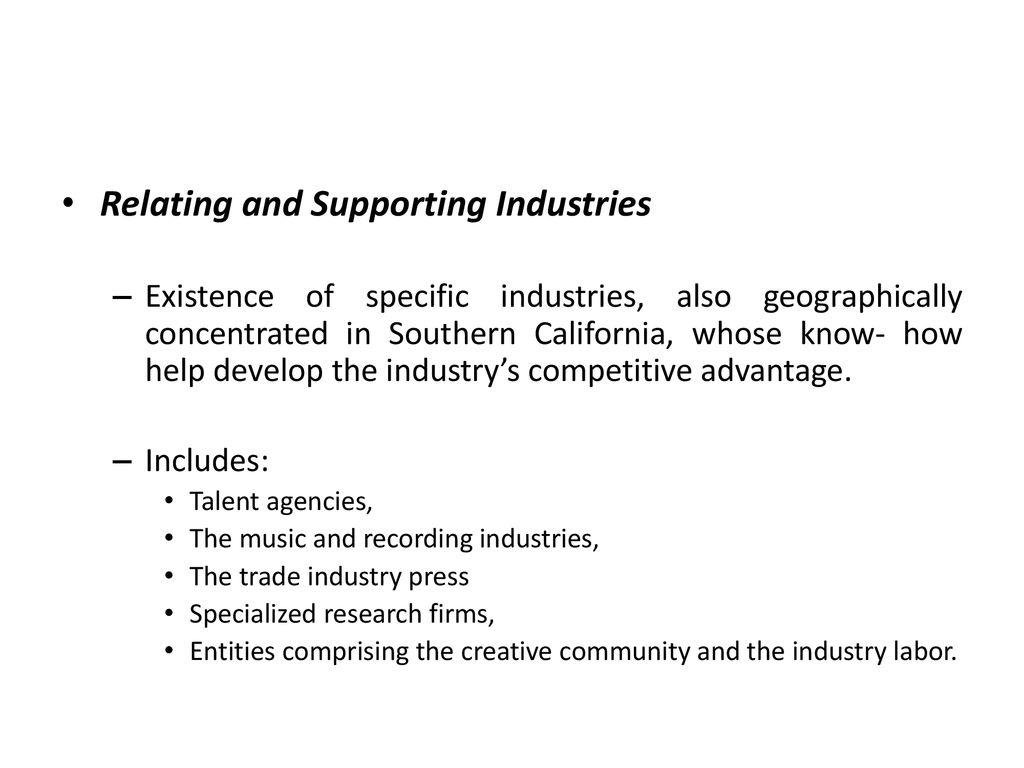 • Relating and Supporting Industries
– Existence of specific industries, also geographically
concentrated in Southern California, whose know- how
help develop the industry’s competitive advantage.
– Includes:
• Talent agencies,
• The music and recording industries,
• The trade industry press
• Specialized research firms,
• Entities comprising the creative community and the industry labor.